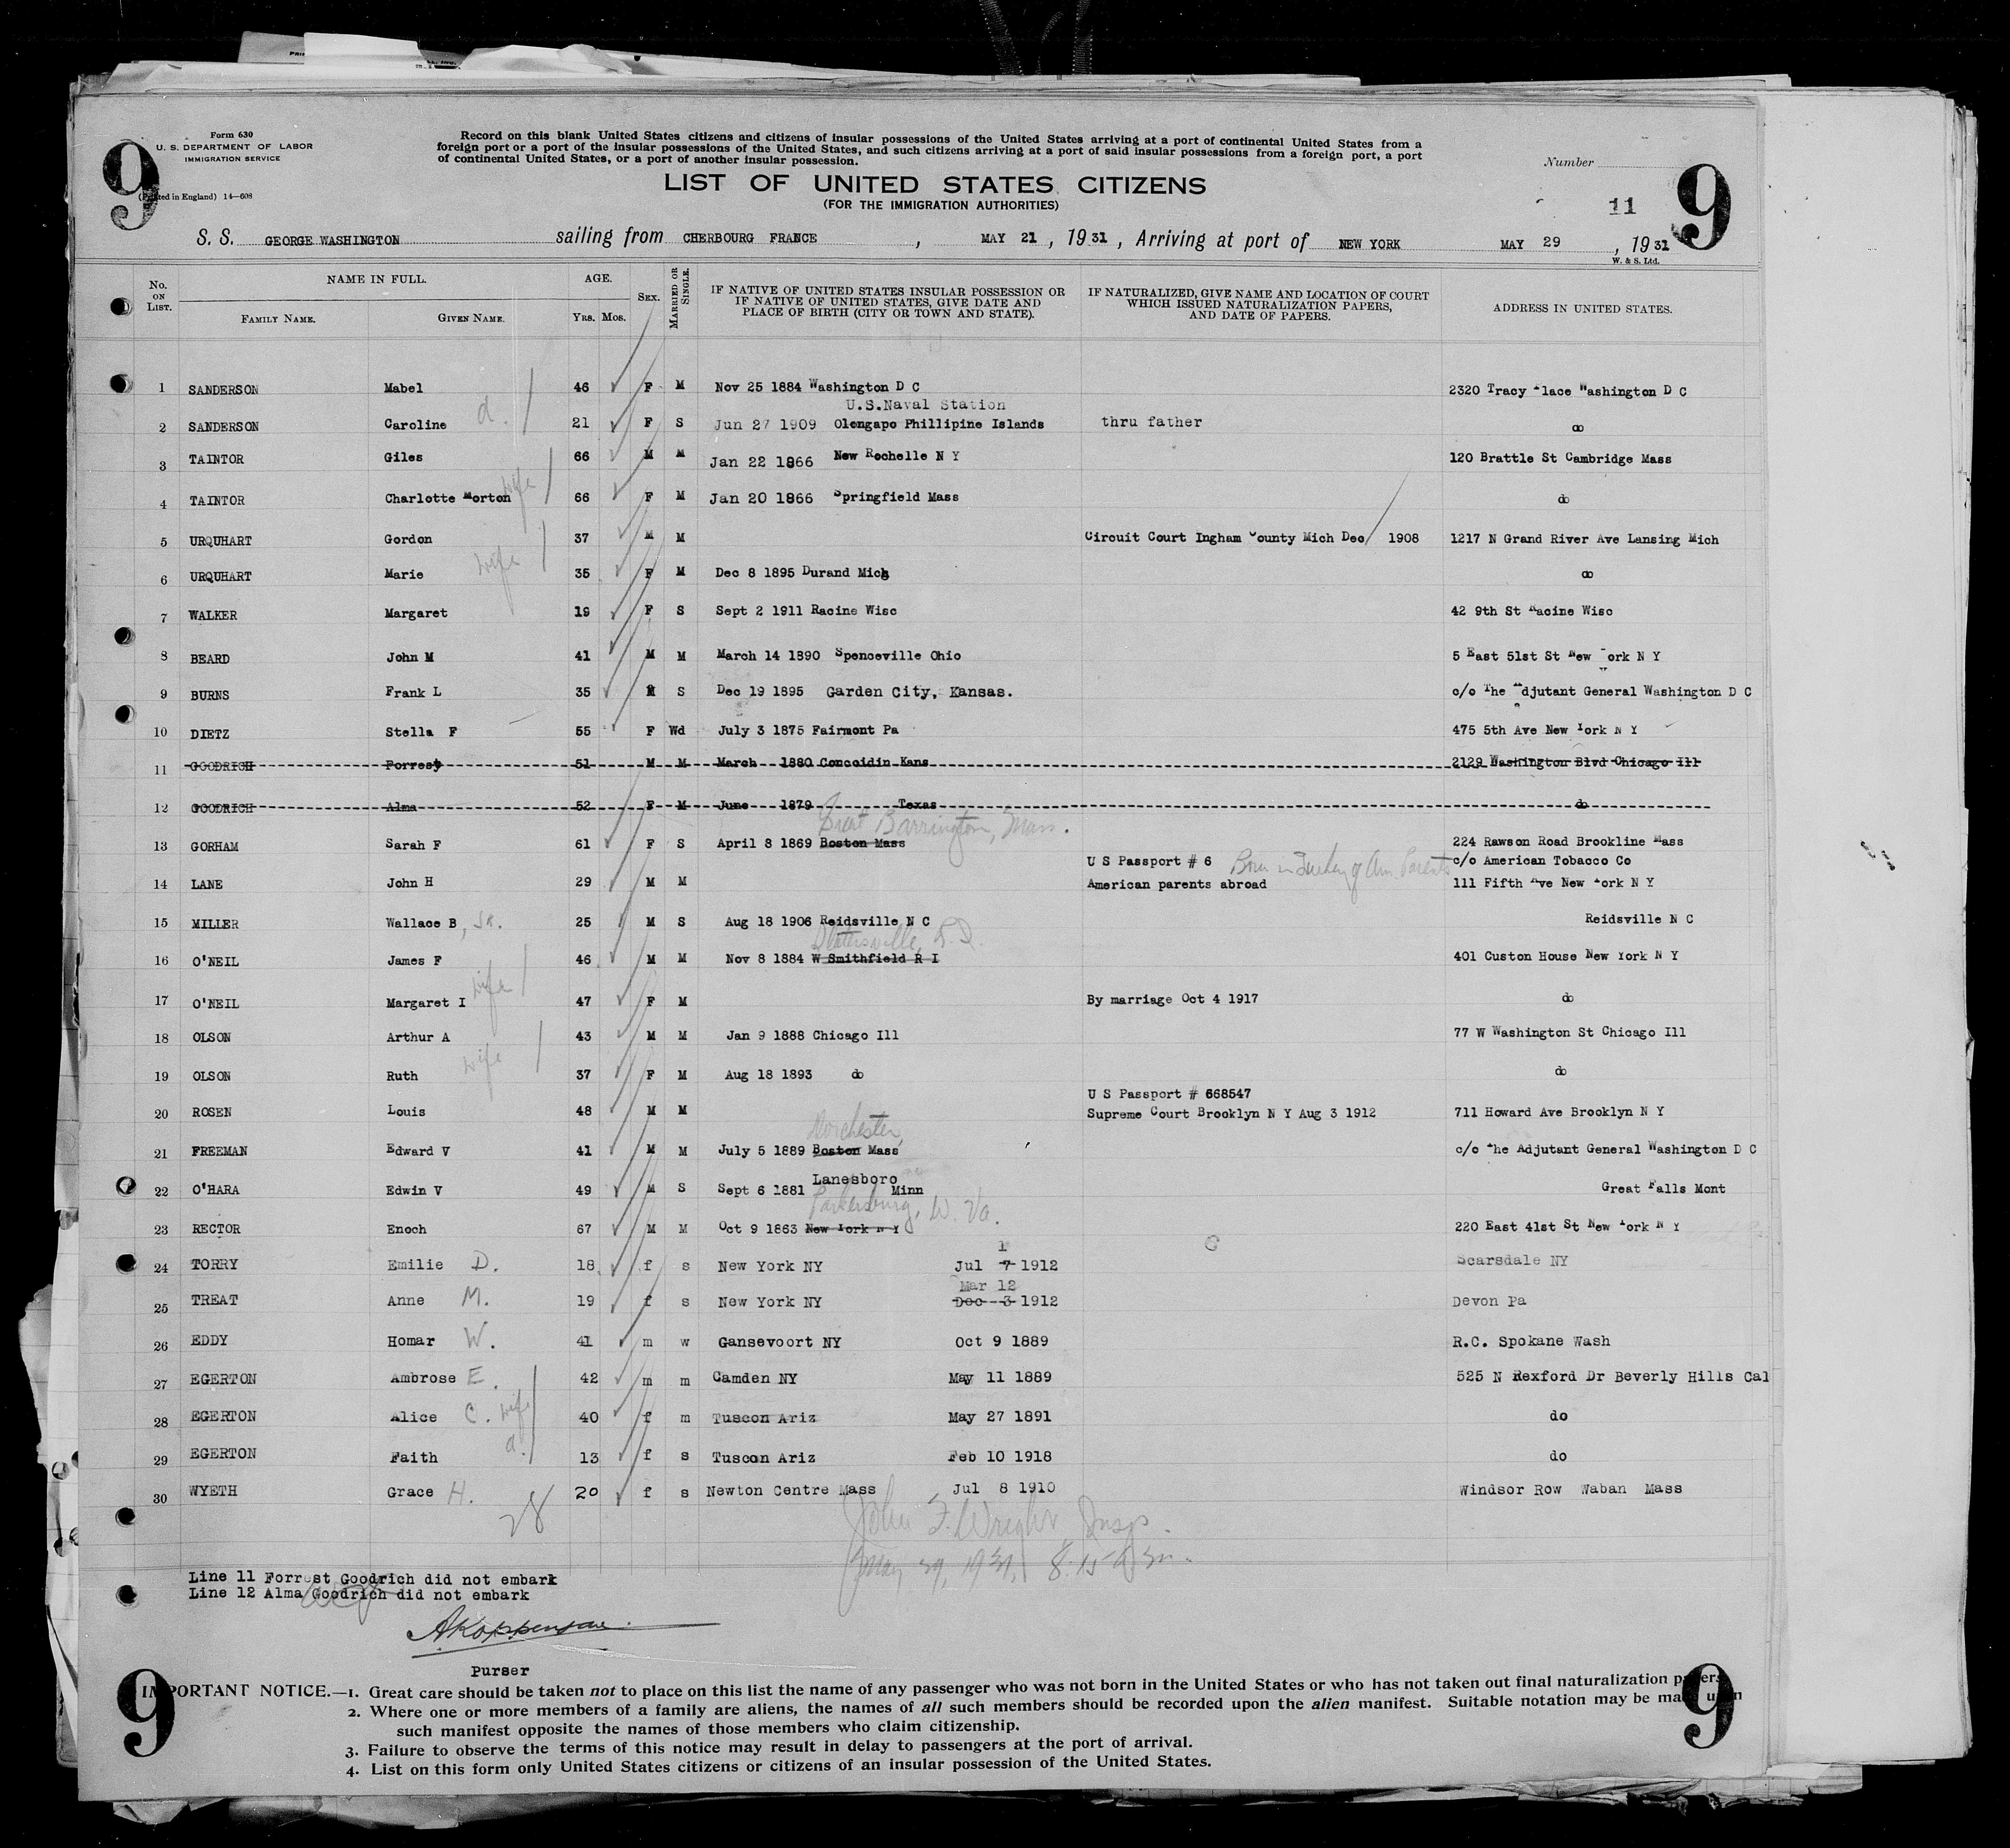 9
Form 630
U. S. DEPARTMENT OF LABOR
IMMIGRATION SERVICE
(Printed in England) 14—608
Record on this blank United States citizens and citizens of insular possessions of the United States arriving at a port of continental United States from a
foreign port or a port of the insular possessions of the United States, and such citizens arriving at a port of said insular possessions from a foreign port, a port
of continental United States, or a port of another insular possession.
LIST OF UNITED STATES CITIZENS
(FOR THE IMMIGRATION AUTHORITIES)
Number
11
9
S. S. GEORGE WASHINGTON sailing from CHERBOURG FRANCE , MAY 21 , 1931 , Arriving at port of NEW YORK MAY 29 , 1931
W. & S. Ltd.
No. ON LIST. NAME IN FULL. FAMILY NAME. GIVEN NAME. AGE. YRS. MOS. SEX. MARRIED OR SINGLE. IF NATIVE OF UNITED STATES INSULAR POSSESSION OR IF NATIVE OF UNITED STATES, GIVE DATE AND PLACE OF BIRTH (CITY OR TOWN AND STATE). IF NATURALIZED, GIVE NAME AND LOCATION OF COURT WHICH ISSUED NATURALIZATION PAPERS, AND DATE OF PAPERS. ADDRESS IN UNITED STATES.
1 SANDERSON Mabel 46 F M Nov 25 1884 Washington D C 2320 Tracy Place Washington D C
U.S.Naval Station
2 SANDERSON Caroline d. 21 F S Jun 27 1909 Olongapo Phillipine Islands thru father do
3 TAINTOR Giles 66 M M Jan 22 1866 New Rochelle N Y 120 Brattle St Cambridge Mass
4 TAINTOR Charlotte Morton wife 66 F M Jan 20 1866 Springfield Mass do
5 URQUHART Gordon 37 M M Circuit Court Ingham County Mich Dec 1908 1217 N Grand River Ave Lansing Mich
6 URQUHART Marie wife 35 F M Dec 8 1895 Durand Mich do
7 WALKER Margaret 19 F S Sept 2 1911 Racine Wisc 42 9th St Racine Wisc
8 BEARD John M 41 M M March 14 1890 Spenceville Ohio 5 East 51st St New York N Y
9 BURNS Frank L 35 M S Dec 19 1895 Garden City, Kansas. c/o The Adjutant General Washington D C
10 DIETZ Stella F 55 F Wd July 3 1875 Fairmont Pa 475 5th Ave New York N Y
11 GOODRICH Forrest 51 M M March 1880 Concoidin Kans 2129 Washington Blvd Chicago Ill
12 GOODRICH Alma 52 F M June 1879 Texas do
Great Barrington, Mass.
13 GORHAM Sarah F 61 F S April 8 1869 Boston Mass 224 Rawson Road Brookline Mass
U S Passport # 6 Born in Turkey of Am. Parents c/o American Tobacco Co
14 LANE John H 29 M M American parents abroad 111 Fifth Ave New York N Y
15 MILLER Wallace B, Jr. 25 M S Aug 18 1906 Reidsville N C Reidsville N C
Slatersville, R.I.
16 O'NEIL James F 46 M M Nov 8 1884 W Smithfield R I 401 Custon House New York N Y
17 O'NEIL Margaret I wife 47 F M By marriage Oct 4 1917 do
18 OLSON Arthur A 43 M M Jan 9 1888 Chicago Ill 77 W Washington St Chicago Ill
19 OLSON Ruth wife 37 F M Aug 18 1893 do do
U S Passport # 668547
20 ROSEN Louis 48 M M Supreme Court Brooklyn N Y Aug 3 1912 711 Howard Ave Brooklyn N Y
Dorchester,
21 FREEMAN Edward V 41 M M July 5 1889 Boston Mass c/o The Adjutant General Washington D C
Lanesboro
22 O'HARA Edwin V 49 M S Sept 6 1881 Minn Great Falls Mont
Parkersburg, W. Va.
23 RECTOR Enoch 67 M M Oct 9 1863 New York N Y 220 East 41st St New York N Y
1
24 TORRY Emilie D. 18 f s New York NY Jul 7 1912 Scarsdale NY
Mar 12
25 TREAT Anne M. 19 f s New York NY Dec 3 1912 Devon Pa
26 EDDY Homar W. 41 m w Gansevoort NY Oct 9 1889 R.C. Spokane Wash
27 EGERTON Ambrose E. 42 m m Camden NY May 11 1889 525 N Rexford Dr Beverly Hills Cal
28 EGERTON Alice C. wife 40 f m Tuscon Ariz May 27 1891 do
29 EGERTON Faith d. 13 f s Tuscon Ariz Feb 10 1918 do
30 WYETH Grace H. 20 f s Newton Centre Mass Jul 8 1910 Windsor Row Waban Mass
28
John F. Wright, Insp.
May 29, 1931, 8:15 A.m.
Line 11 Forrest Goodrich did not embark
Line 12 Alma Goodrich did not embark
Purser
9
IMPORTANT NOTICE.—1. Great care should be taken not to place on this list the name of any passenger who was not born in the United States or who has not taken out final naturalization papers.
2. Where one or more members of a family are aliens, the names of all such members should be recorded upon the alien manifest. Suitable notation may be made upon
such manifest opposite the names of those members who claim citizenship.
3. Failure to observe the terms of this notice may result in delay to passengers at the port of arrival.
4. List on this form only United States citizens or citizens of an insular possession of the United States.
9